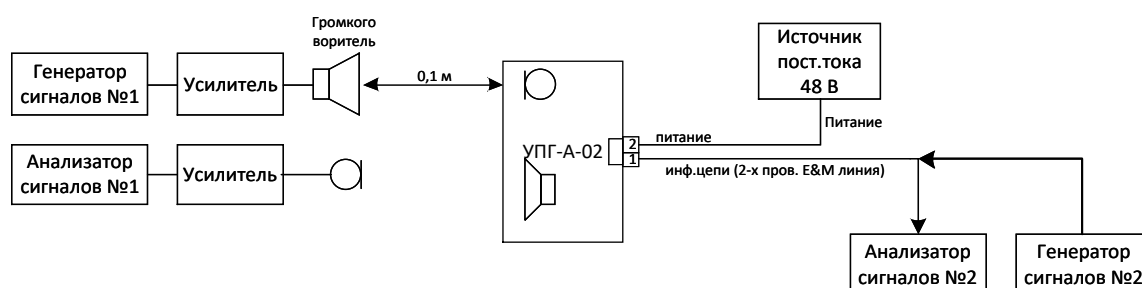 Громкого
воритель
Генератор
сигналов №1
Усилитель
0,1 м
Источник
пост.тока
48 В
Питание
питание
2
1
УПГ-А-02
инф.цепи (2-х пров. E&M линия)
Анализатор
сигналов №1
Усилитель
Анализатор
сигналов №2
Генератор
сигналов №2